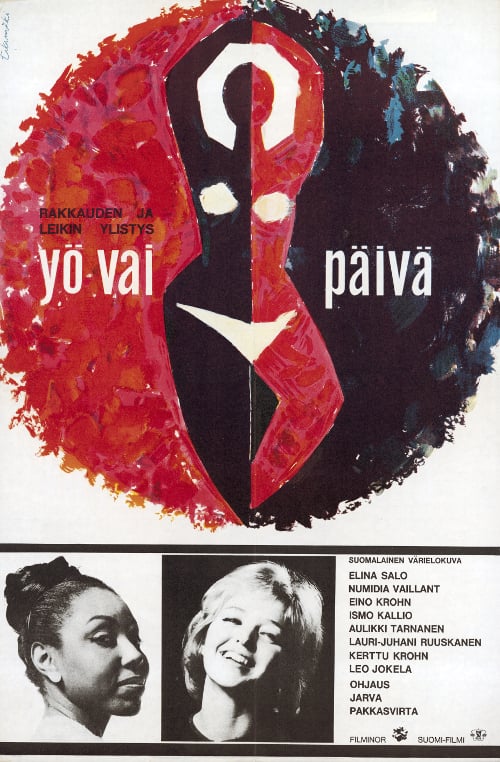 RAKKAUDEN JA
LEIKIN YLISTYS
yö vai päivä
SUOMALAINEN VÄRIELOKUVA
ELINA SALO
NUMIDIA VAILLANT
EINO KROHN
ISMO KALLIO
AULIKKI TARNANEN
LAURI-JUHANI RUUSKANEN
KERTTU KROHN
LEO JOKELA
OHJAUS
JARVA
PAKKASVIRTA
FILMINOR SUOMI-FILMI